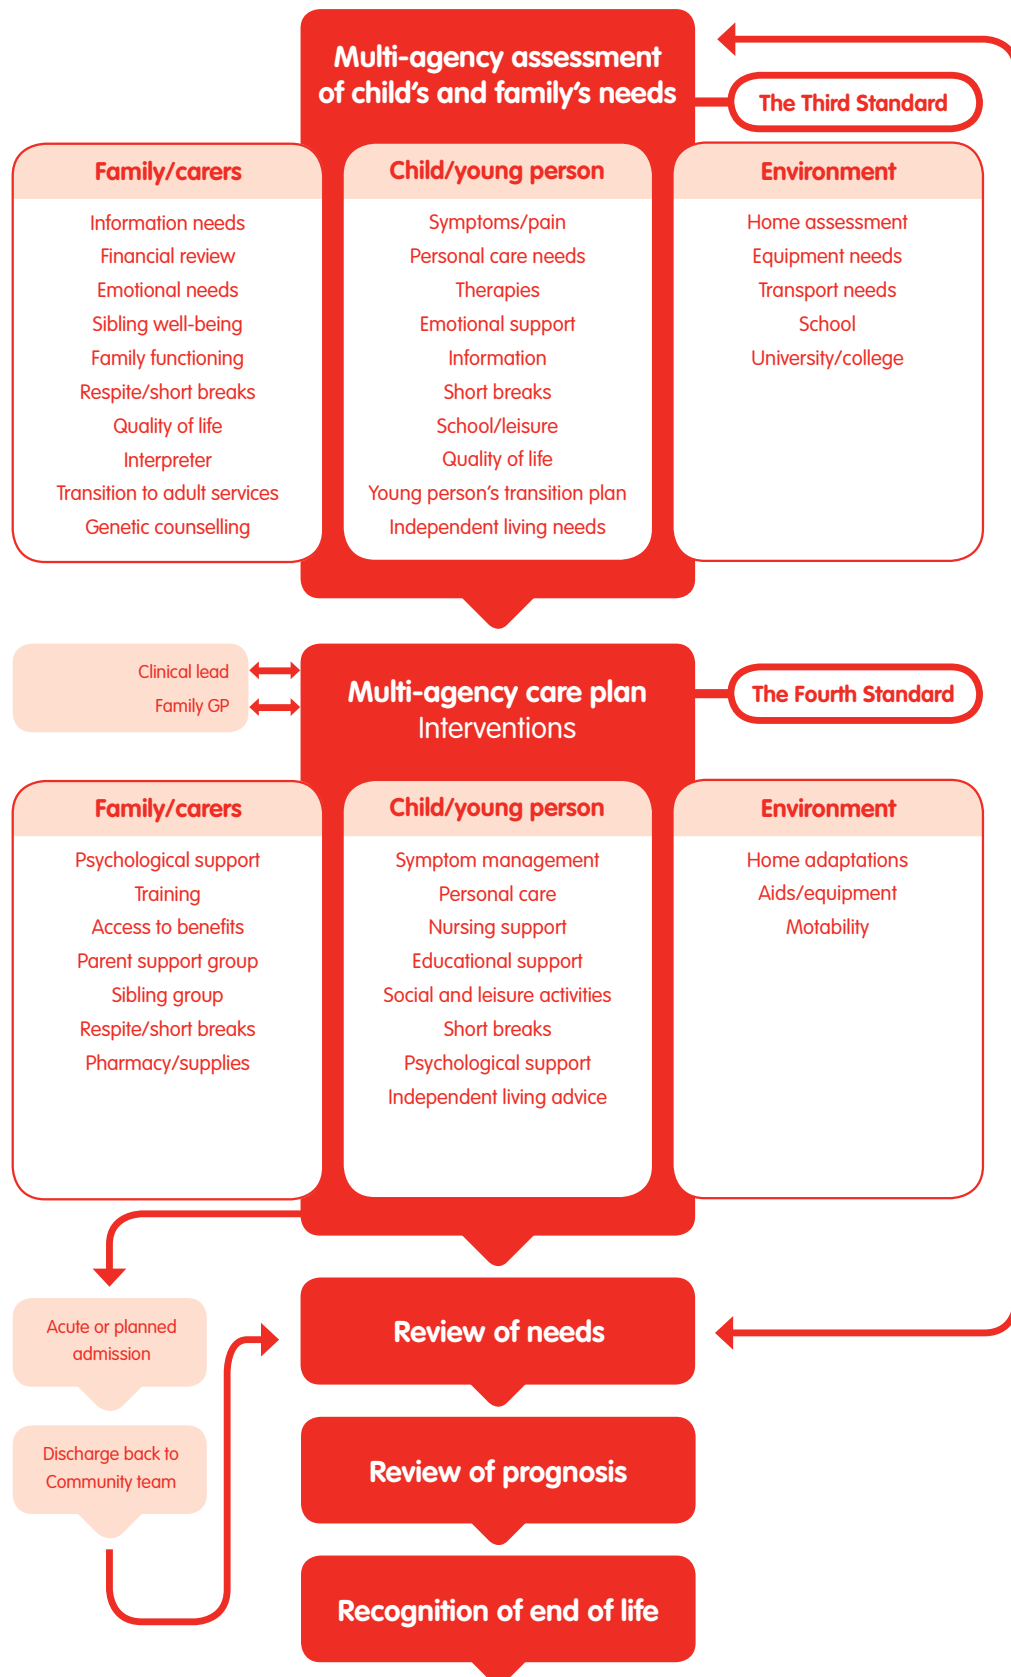 Multi-agency assessment
of child's and family's needs
The Third Standard
Family/carers
Information needs
Financial review
Emotional needs
Sibling well-being
Family functioning
Respite/short breaks
Quality of life
Interpreter
Transition to adult services
Genetic counselling
Child/young person
Symptoms/pain
Personal care needs
Therapies
Emotional support
Information
Short breaks
School/leisure
Quality of life
Young person's transition plan
Independent living needs
Environment
Home assessment
Equipment needs
Transport needs
School
University/college
Clinical lead
Family GP
Multi-agency care plan
Interventions
The Fourth Standard
Family/carers
Psychological support
Training
Access to benefits
Parent support group
Sibling group
Respite/short breaks
Pharmacy/supplies
Child/young person
Symptom management
Personal care
Nursing support
Educational support
Social and leisure activities
Short breaks
Psychological support
Independent living advice
Environment
Home adaptations
Aids/equipment
Motability
Acute or planned
admission
Discharge back to
Community team
Review of needs
Review of prognosis
Recognition of end of life